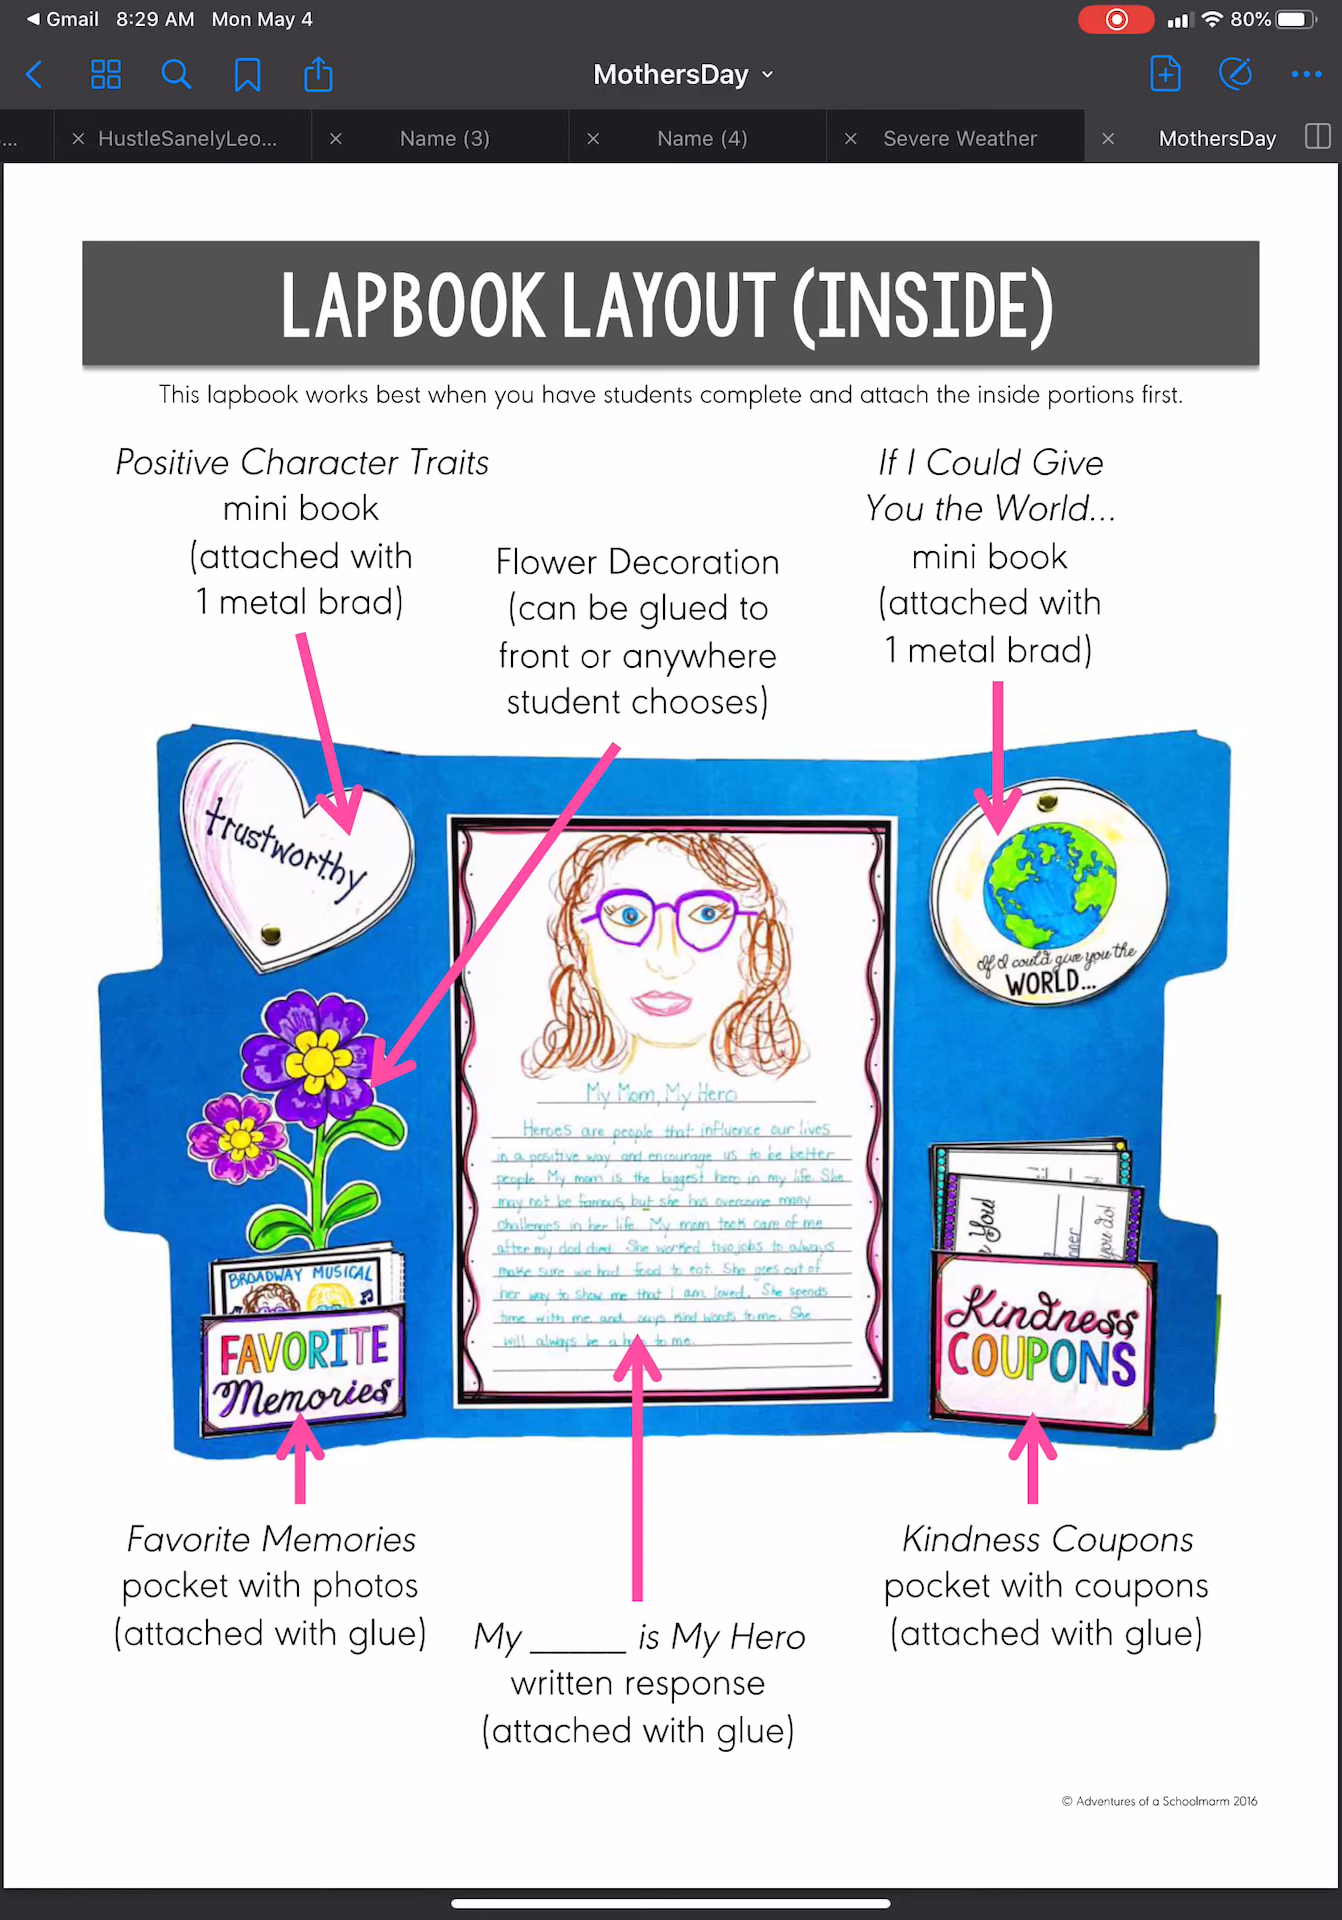 Gmail 8:29 AM Mon May 4
80%
MothersDay
...
HustleSanelyLeo...
Name (3)
Name (4)
Severe Weather
MothersDay
LAPBOOK LAYOUT (INSIDE)
This lapbook works best when you have students complete and attach the inside portions first.
Positive Character Traits
mini book
(attached with
1 metal brad)
Flower Decoration
(can be glued to
front or anywhere
student chooses)
If I Could Give
You the World...
mini book
(attached with
1 metal brad)
trustworthy
If I could give you the
WORLD...
My Mom, My Hero
Heroes are people that influence our lives
in a positive way and encourage us to be better
people. My mom is the biggest hero in my life. She
may not be famous, but she has overcome many
challenges in her life. My mom took care of me
after my dad died. She worked two jobs to always
make sure we had food to eat. She goes out of
her way to show me that I am loved. She spends
time with me and says kind words to me. She
will always be a to me.
BROADWAY MUSICAL
FAVORITE
Memories
You!
you do!
Kindness
COUPONS
Favorite Memories
pocket with photos
(attached with glue)
My _____ is My Hero
written response
(attached with glue)
Kindness Coupons
pocket with coupons
(attached with glue)
© Adventures of a Schoolmarm 2016